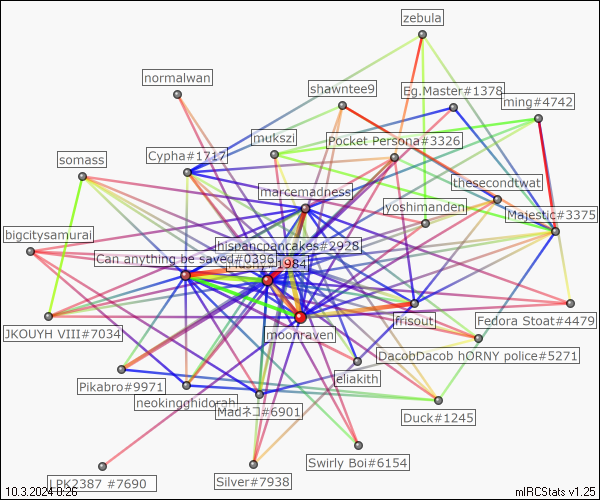 zebula
normalwan
shawntee9
Eg.Master#1378
ming#4742
mukszi
Pocket Persona#3326
somass
Cypha#1717
thesecondtwat
marcemadness
yoshimanden
Majestic#3375
bigcitysamurai
hispancpancakes#2928
Can anything be saved#0396
1984
JKOUYH VIII#7034
moonraven
frisout
Fedora Stoat#4479
DacobDacob hORNY police#5271
eliakith
Pikabro#9971
neokingghidorah
Madネコ#6901
Duck#1245
Swirly Boi#6154
LPK2387 #7690
Silver#7938
10.3.2024 0:26
mIRCStats v1.25